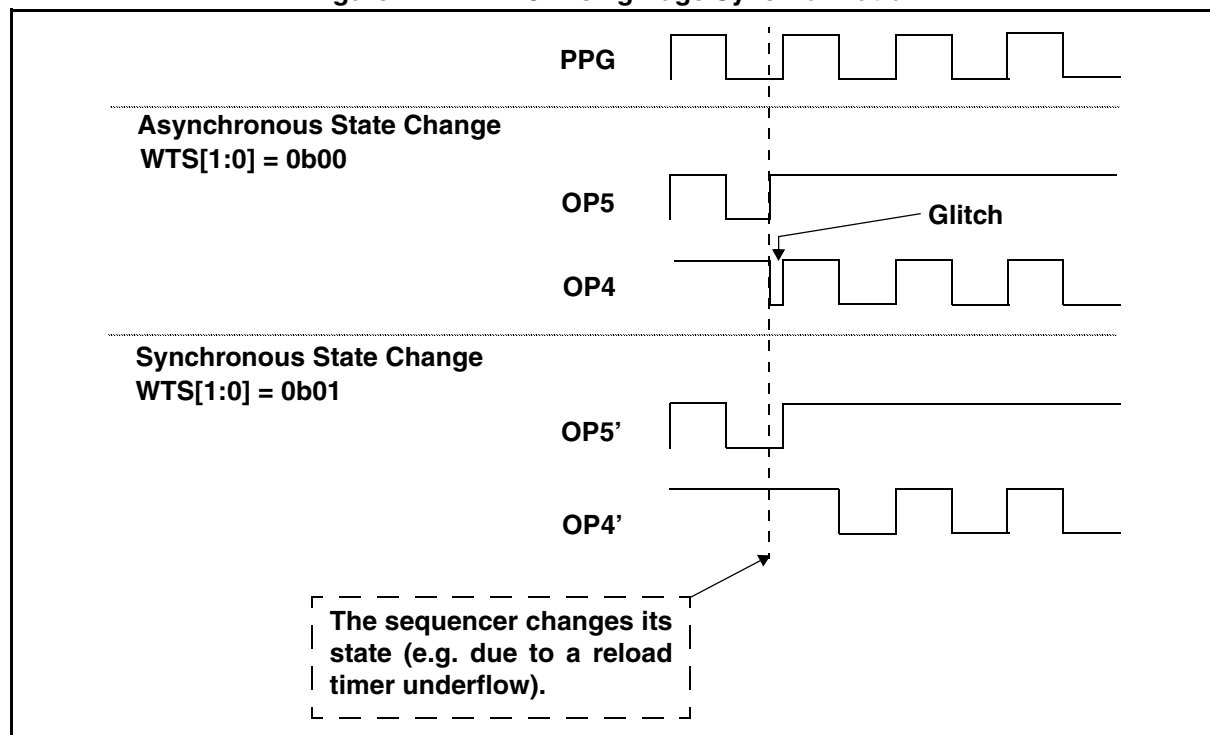 PPG
Asynchronous State Change
WTS[1:0] = 0b00
OP5
Glitch
OP4
Synchronous State Change
WTS[1:0] = 0b01
OP5’
OP4’
The sequencer changes its
state (e.g. due to a reload
timer underflow).